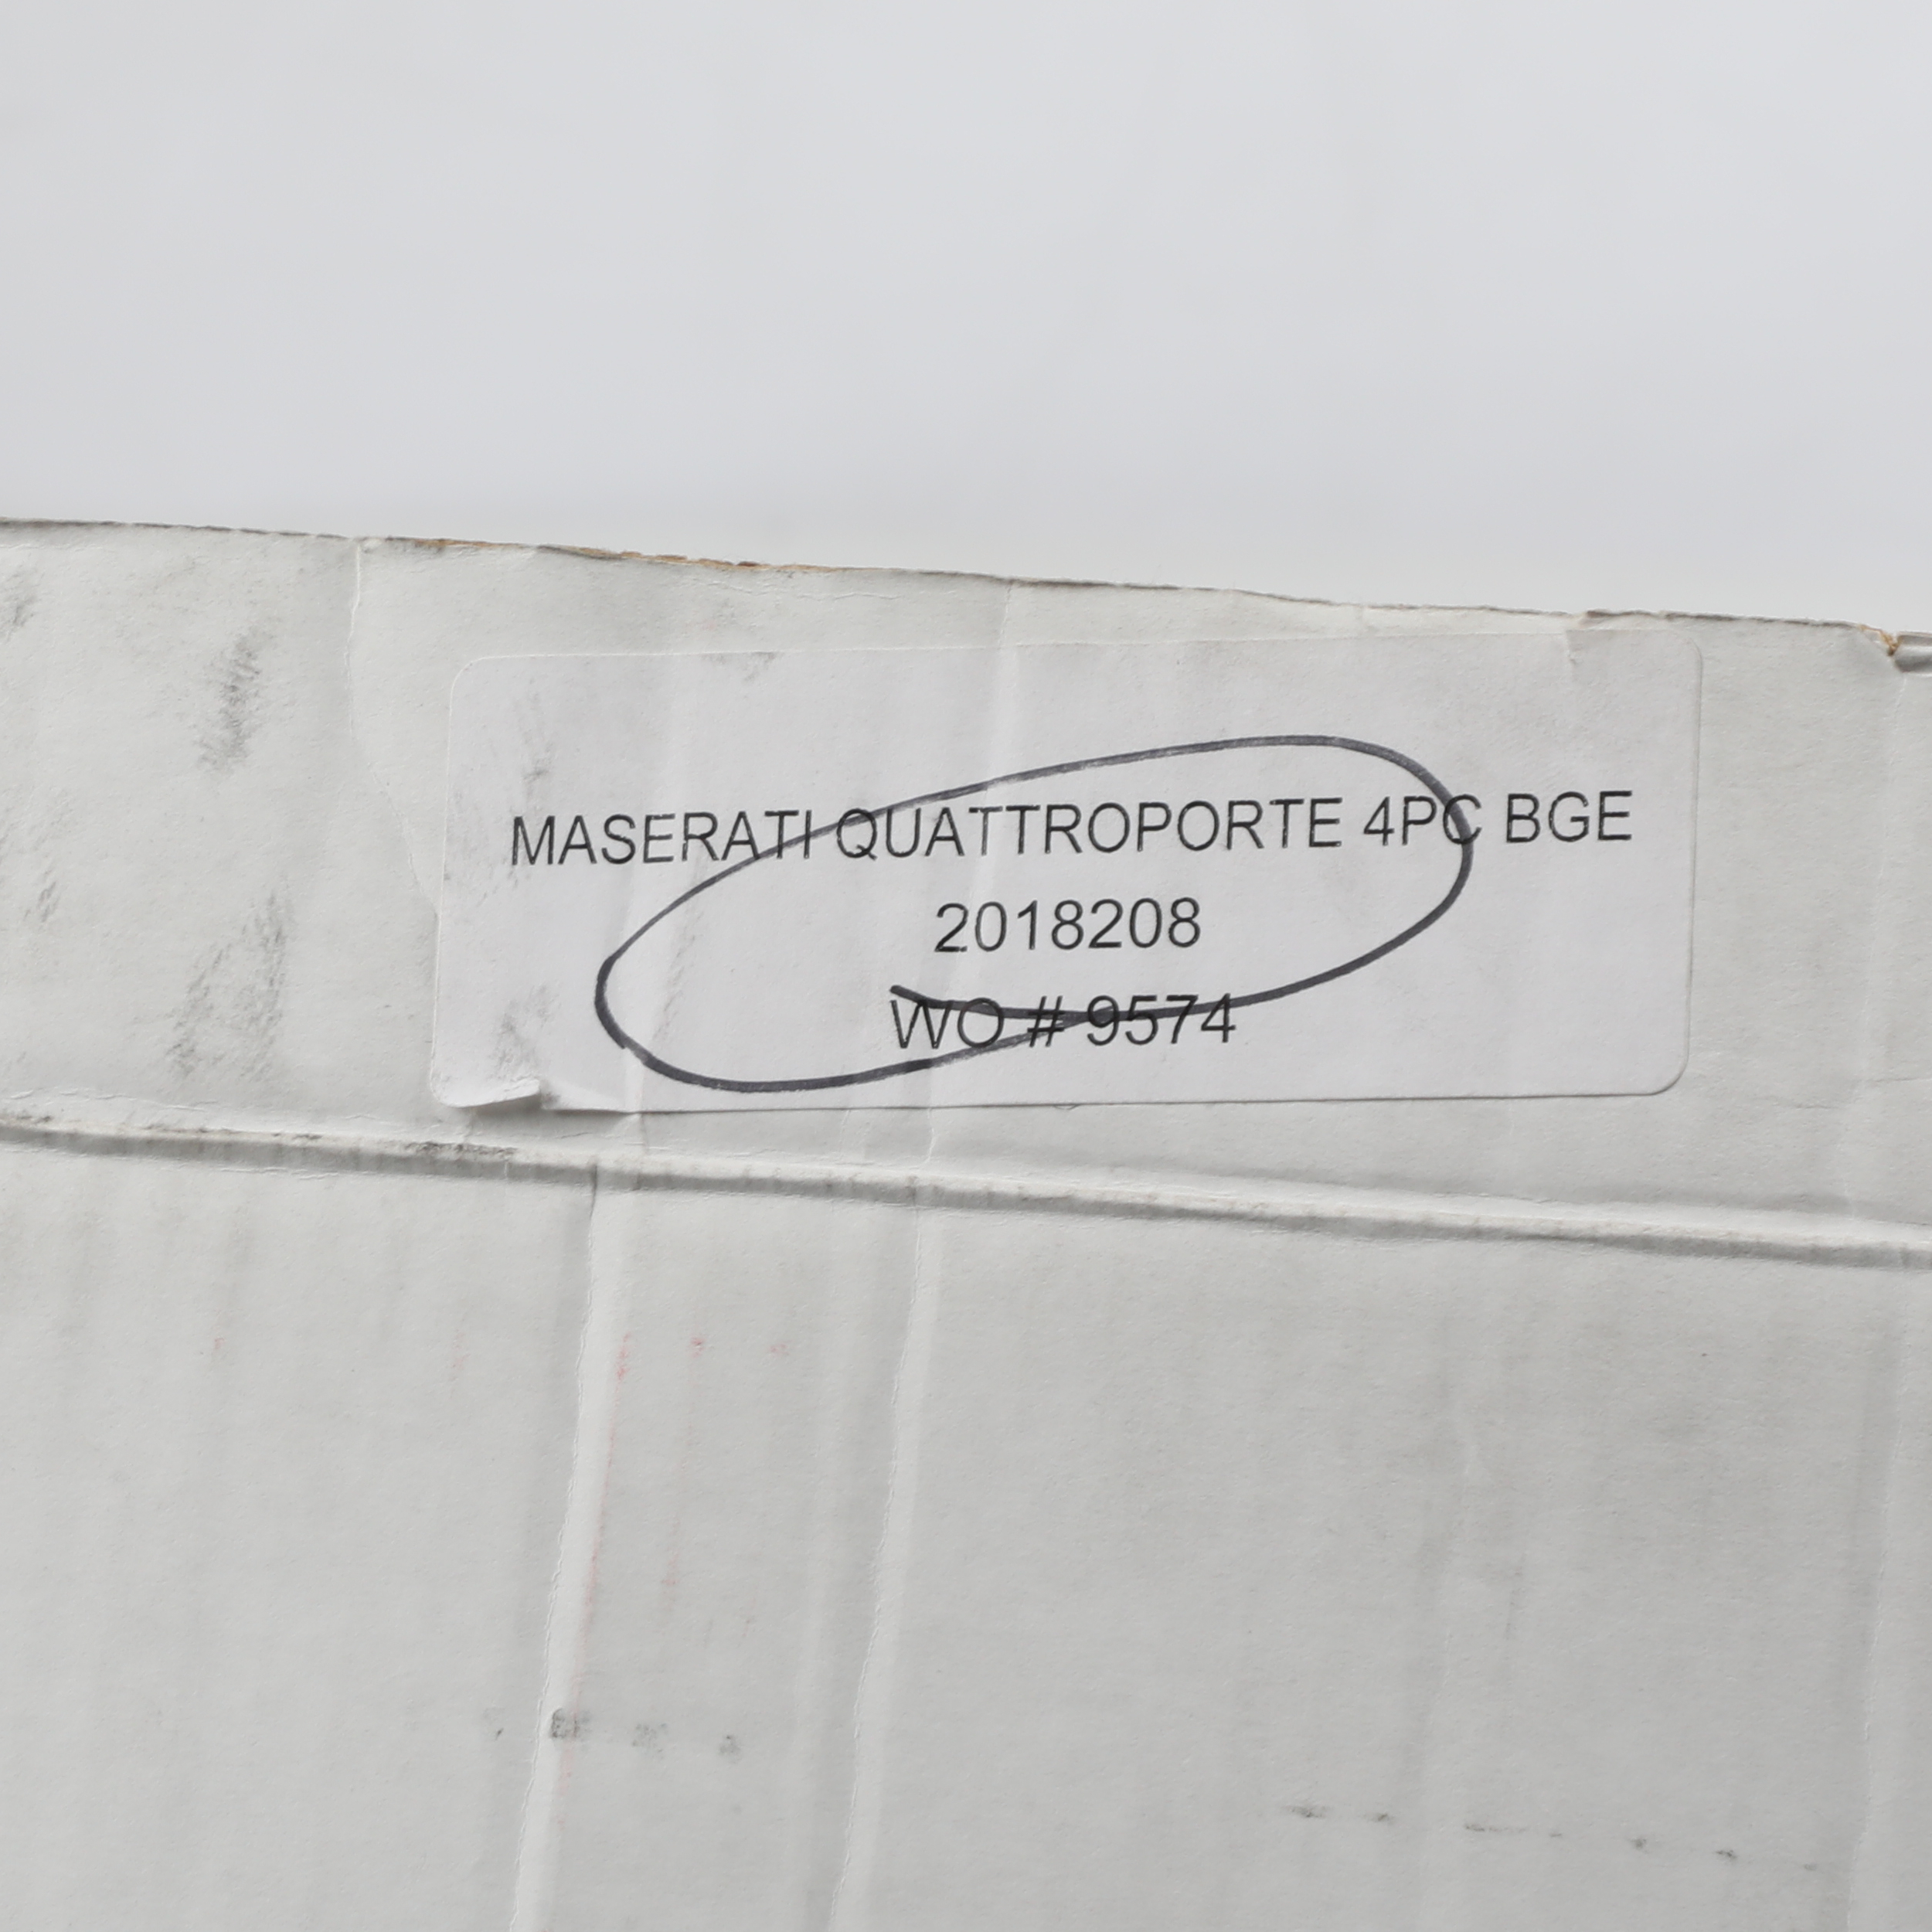 MASERATI QUATTROPORTE 4PC BGE
2018208
WO # 9574